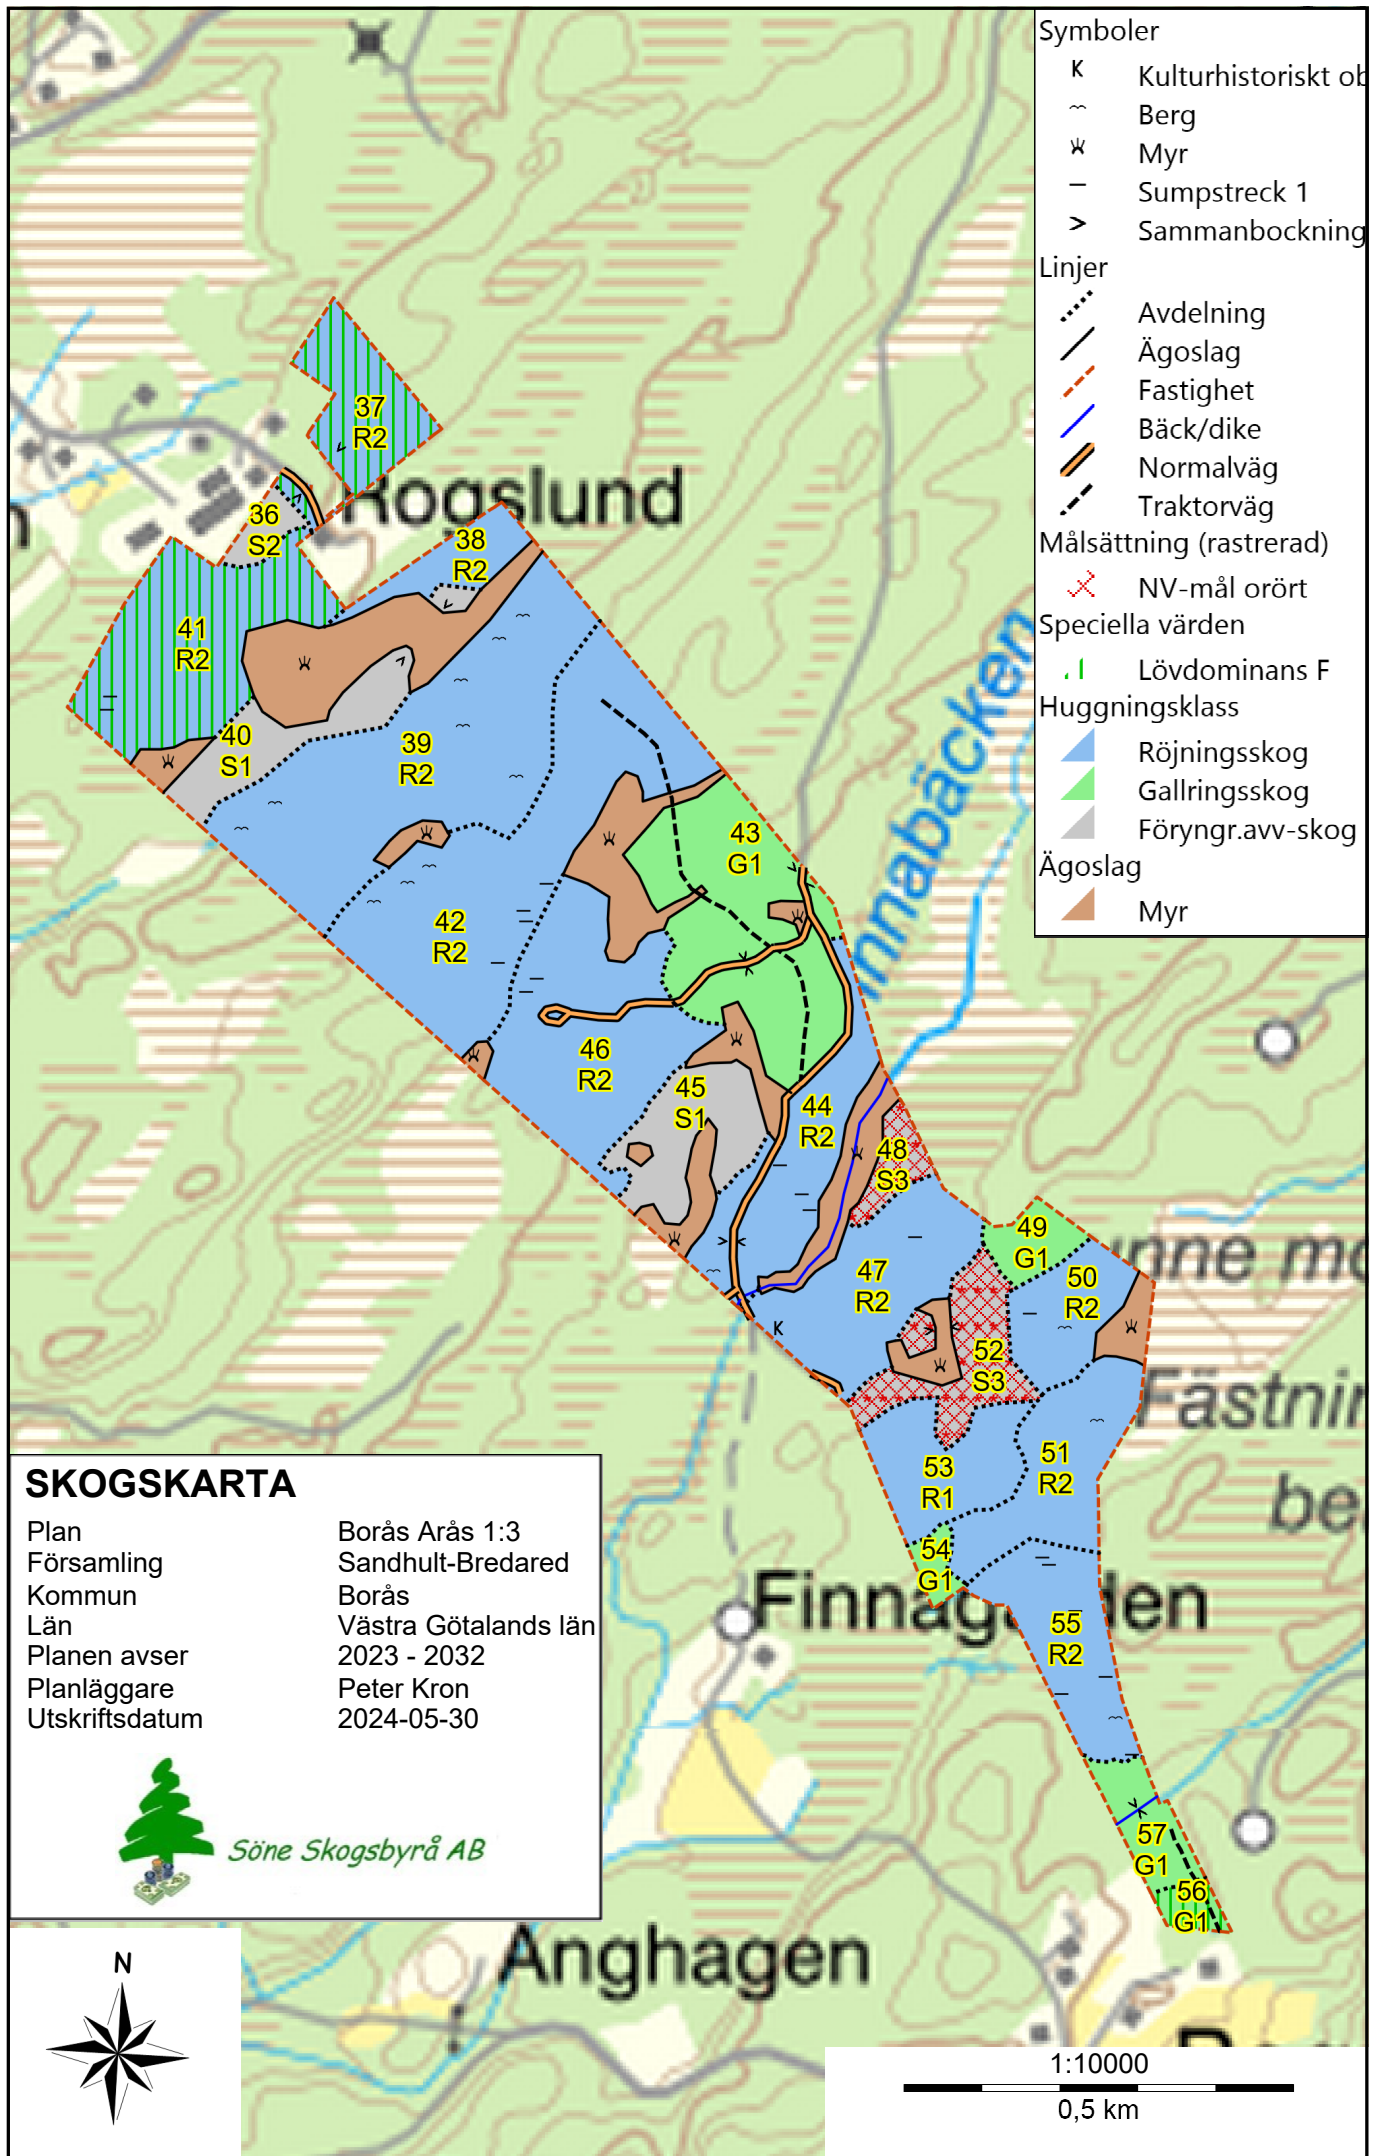 Symboler
K Kulturhistoriskt ob
Berg
Myr
Sumpstreck 1
Sammanbockning
Linjer
Avdelning
Ägoslag
Fastighet
Bäck/dike
Normalväg
Traktorväg
Målsättning (rastrerad)
NV-mål orört
Speciella värden
Lövdominans F
Huggningsklass
Röjningsskog
Gallringsskog
Föryngr.avv-skog
Ägoslag
Myr
37
R2
Rogslund
36
S2
38
R2
41
R2
40
S1
39
R2
innabäcken
43
G1
42
R2
46
R2
45
S1
44
R2
48
S3
49
G1
nne mo
47
R2
50
R2
K
52
S3
Fästnin
be
53
R1
51
R2
54
G1
55
R2
57
G1
56
G1
SKOGSKARTA
Plan Borås Arås 1:3
Församling Sandhult-Bredared
Kommun Borås
Län Västra Götalands län
Planen avser 2023 - 2032
Planläggare Peter Kron
Utskriftsdatum 2024-05-30
Söne Skogsbyrå AB
Änghagen
N
1:10000
0,5 km